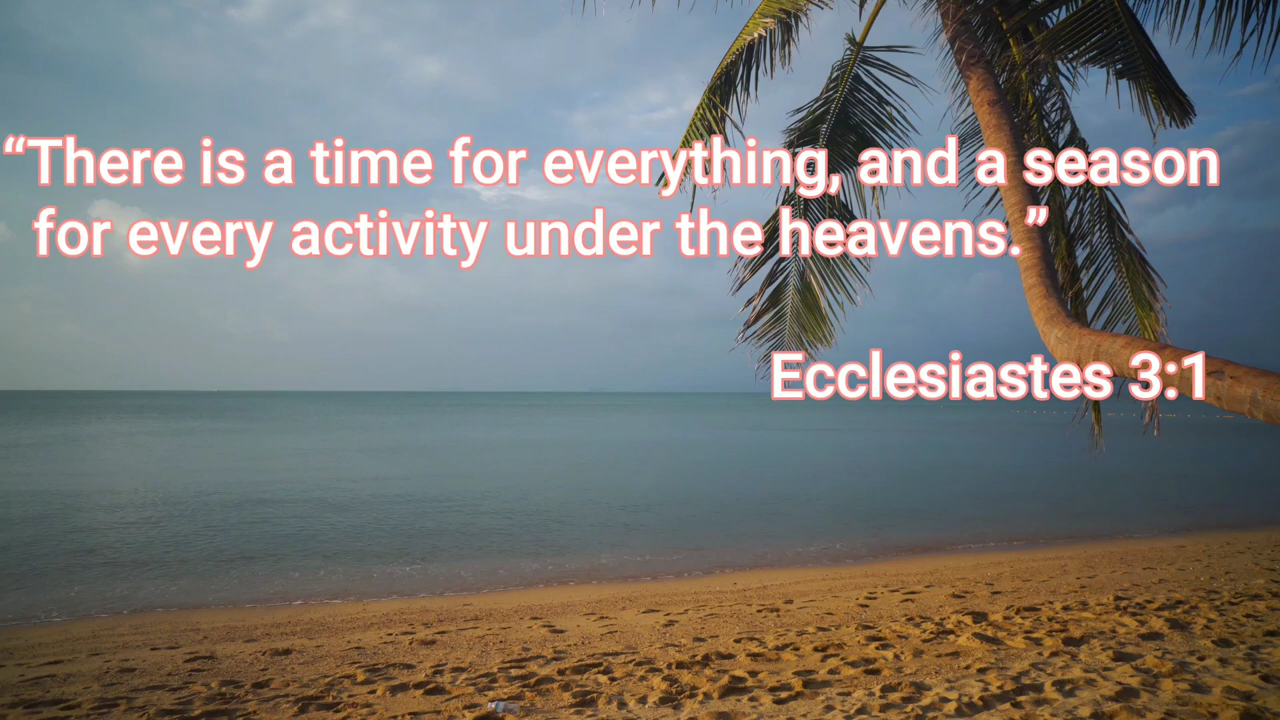 “There is a time for everything, and a season
for every activity under the heavens.”
Ecclesiastes 3:1